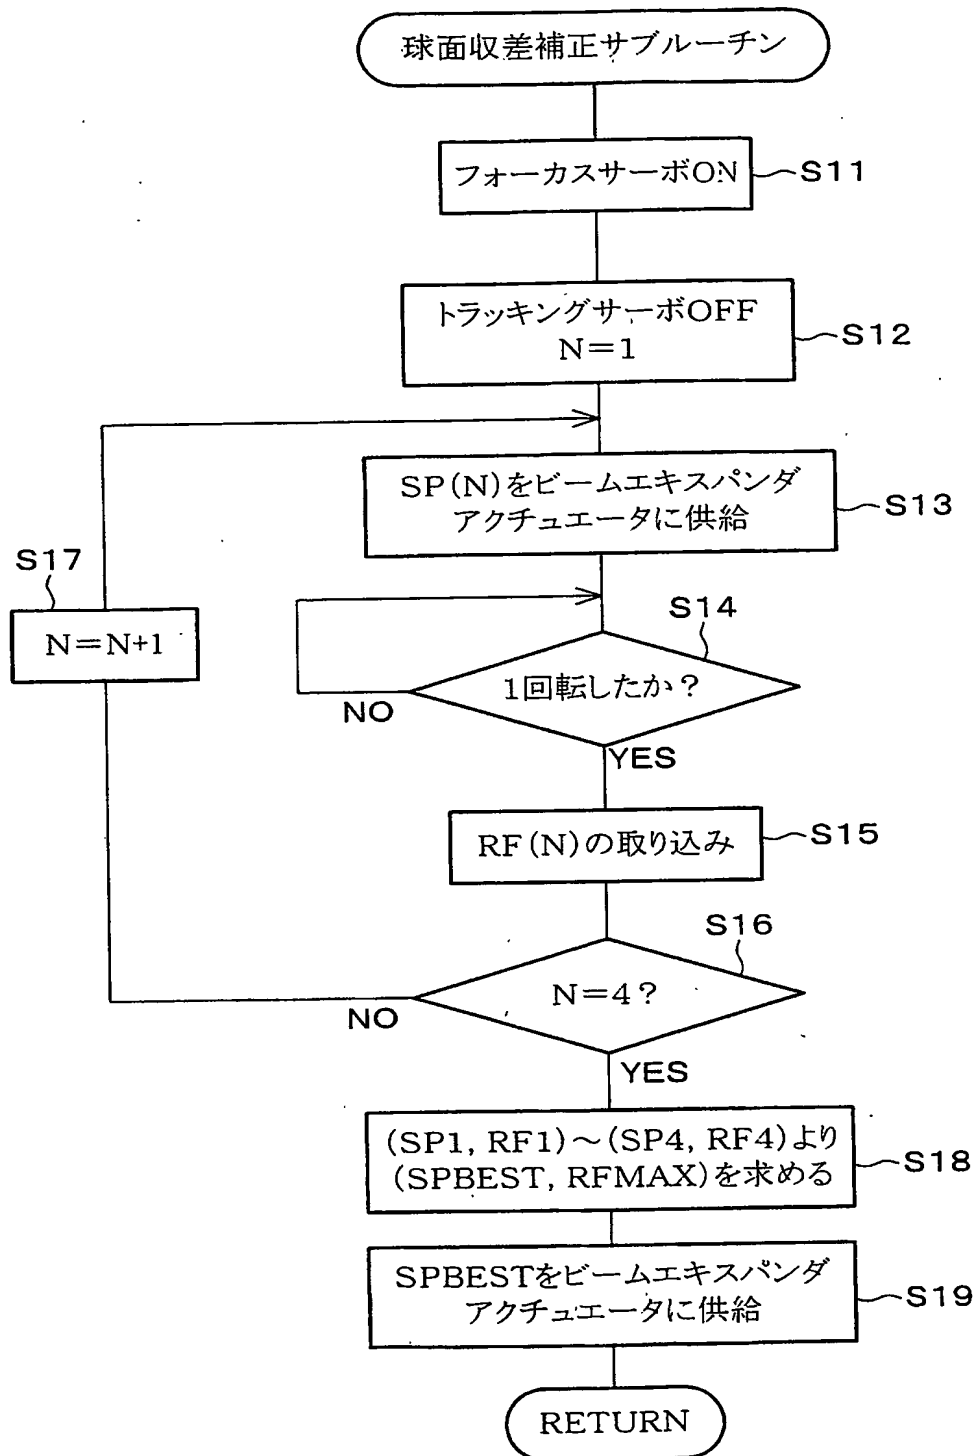 球面収差補正サブルーチン
フォーカスサーボON
S11
トラッキングサーボOFF
N=1
S12
SP(N)をビームエキスパンダ
アクチュエータに供給
S13
S17
N=N+1
S14
1回転したか?
NO
YES
RF(N)の取り込み
S15
S16
N=4?
NO
YES
(SP1, RF1)~(SP4, RF4)より
(SPBEST, RFMAX)を求める
S18
SPBESTをビームエキスパンダ
アクチュエータに供給
S19
RETURN